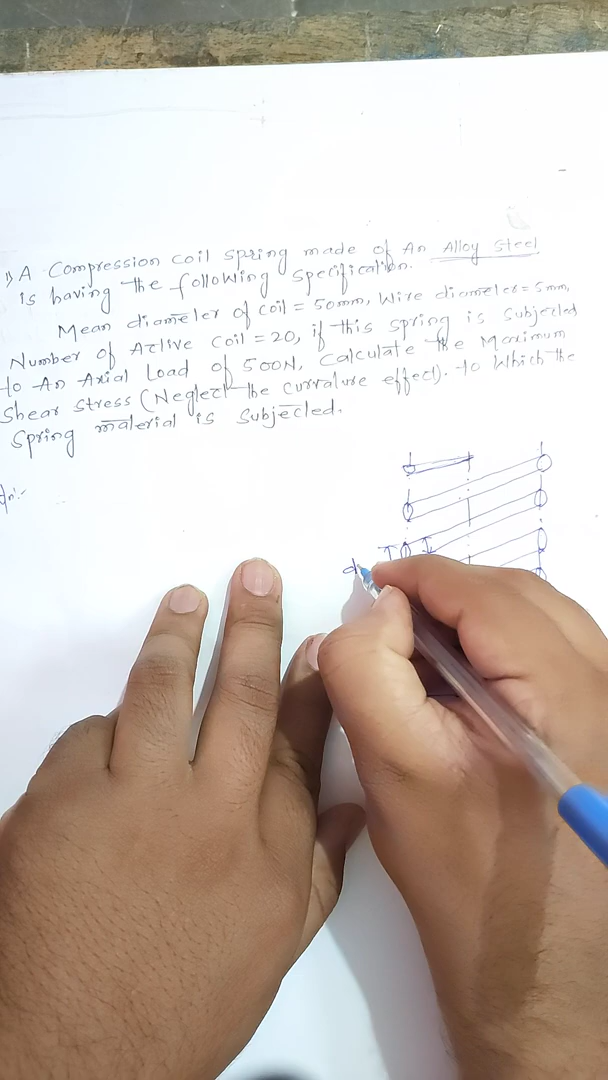 1) A Compression coil spring made of An Alloy Steel
is having the following specification.
Mean diameter of coil = 50mm, Wire diameter = 5mm,
Number of Active coil = 20, if this spring is subjected
to An Axial Load of 500N, Calculate the Maximum
Shear Stress (Neglect the curvature effect). to Which the
Spring material is Subjected.
d